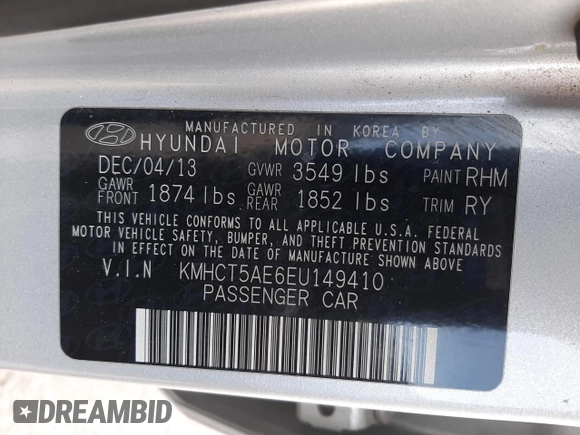 MANUFACTURED IN KOREA BY
HYUNDAI MOTOR COMPANY
DEC/04/13 GVWR 3549 lbs PAINT RHM
GAWR FRONT 1874 lbs GAWR REAR 1852 lbs TRIM RY
THIS VEHICLE CONFORMS TO ALL APPLICABLE U.S.A. FEDERAL
MOTOR VEHICLE SAFETY, BUMPER, AND THEFT PREVENTION STANDARDS
IN EFFECT ON THE DATE OF MANUFACTURE SHOWN ABOVE.
V.I.N KMHCT5AE6EU149410
PASSENGER CAR
DREAMBID